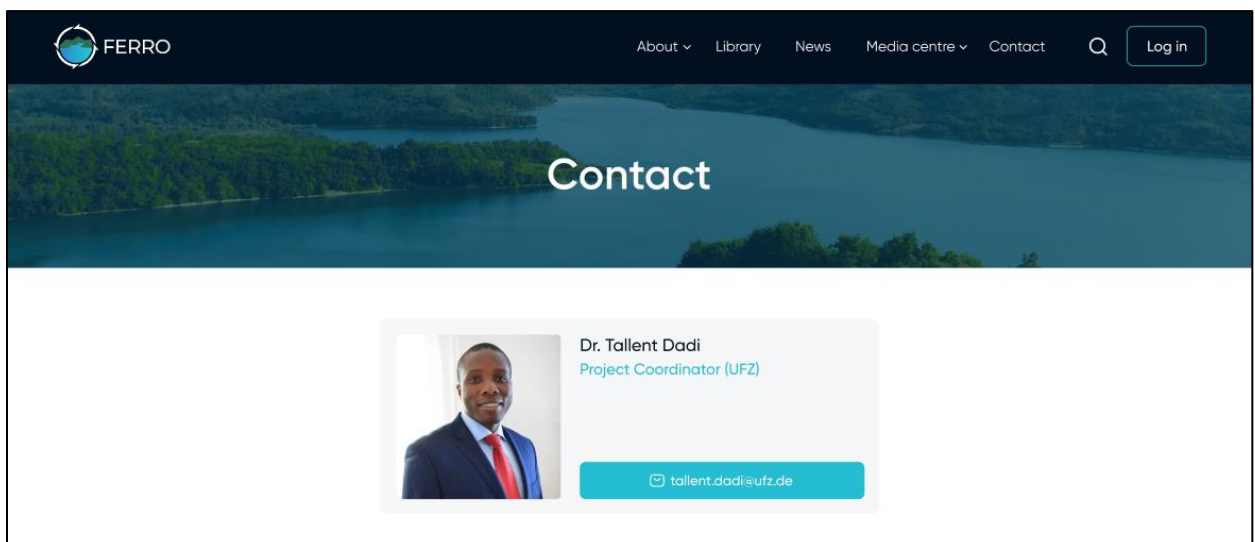 FERRO
About
Library
News
Media centre
Contact
Log in
Contact
Dr. Tallent Dadi
Project Coordinator (UFZ)
tallent.dadi@ufz.de